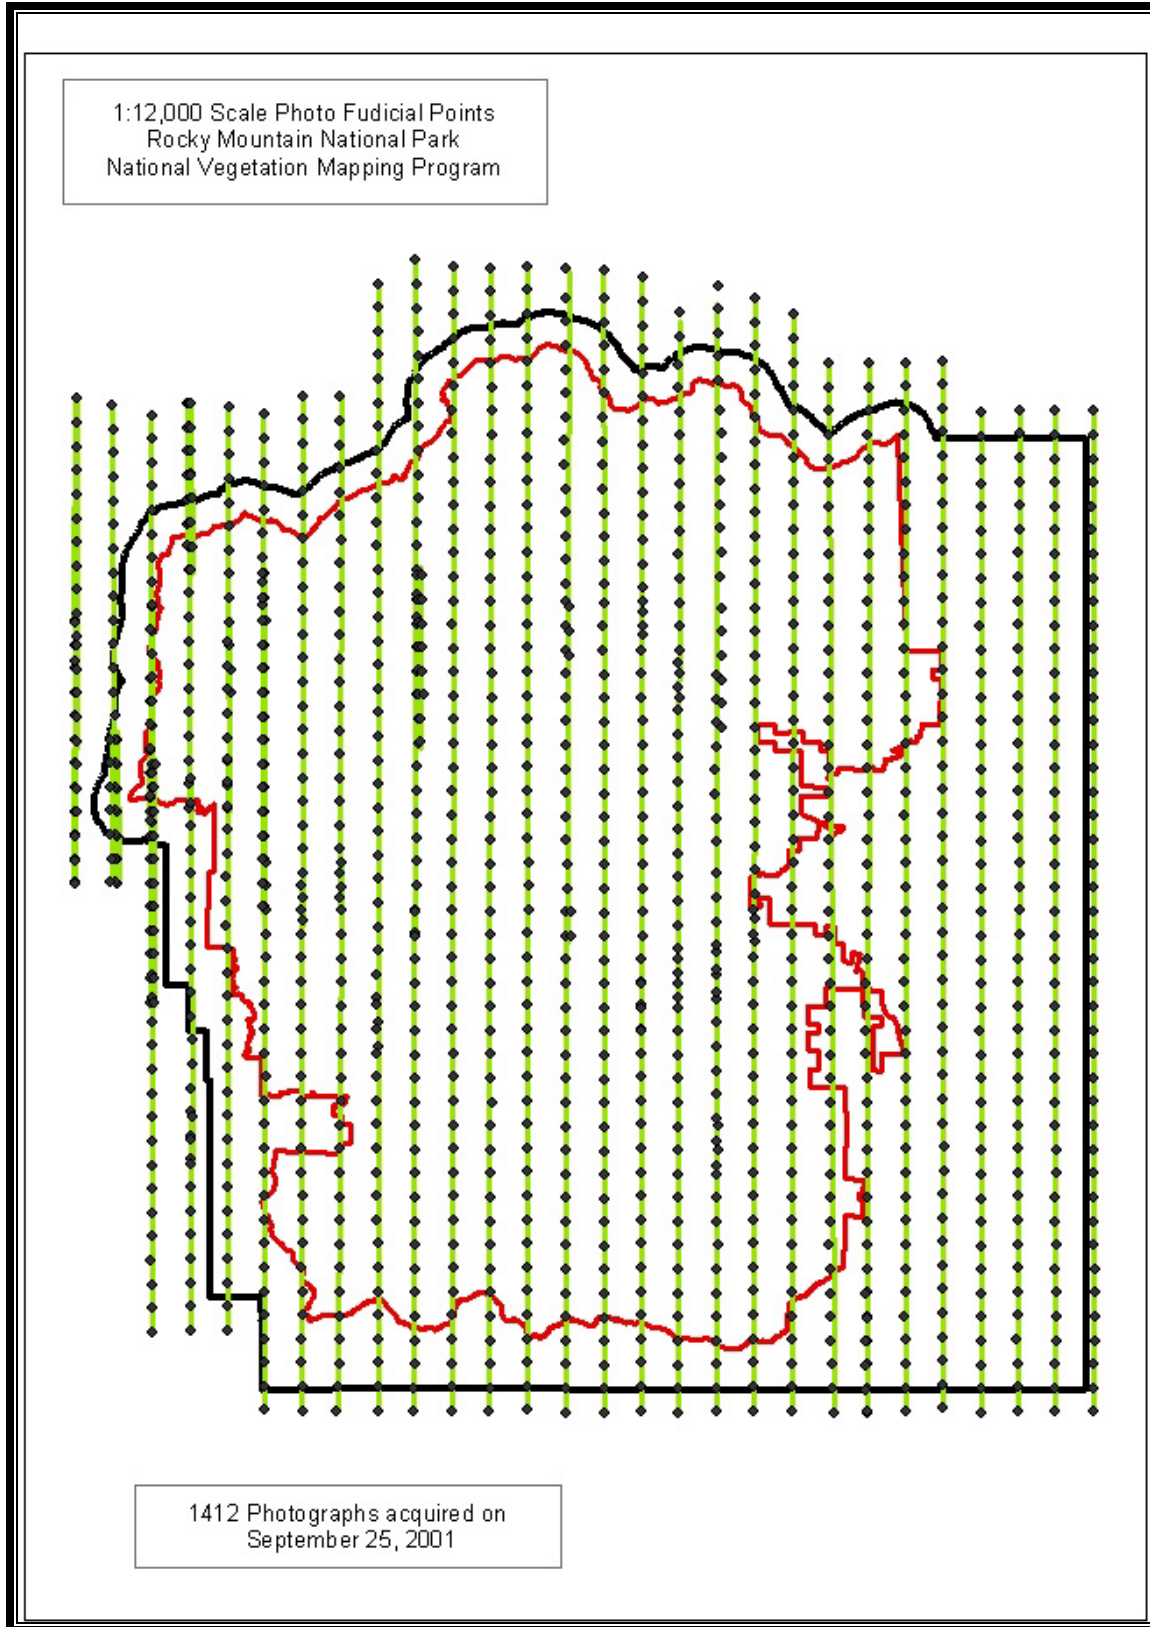 1:12,000 Scale Photo Fudicial Points
Rocky Mountain National Park
National Vegetation Mapping Program
1412 Photographs acquired on
September 25, 2001